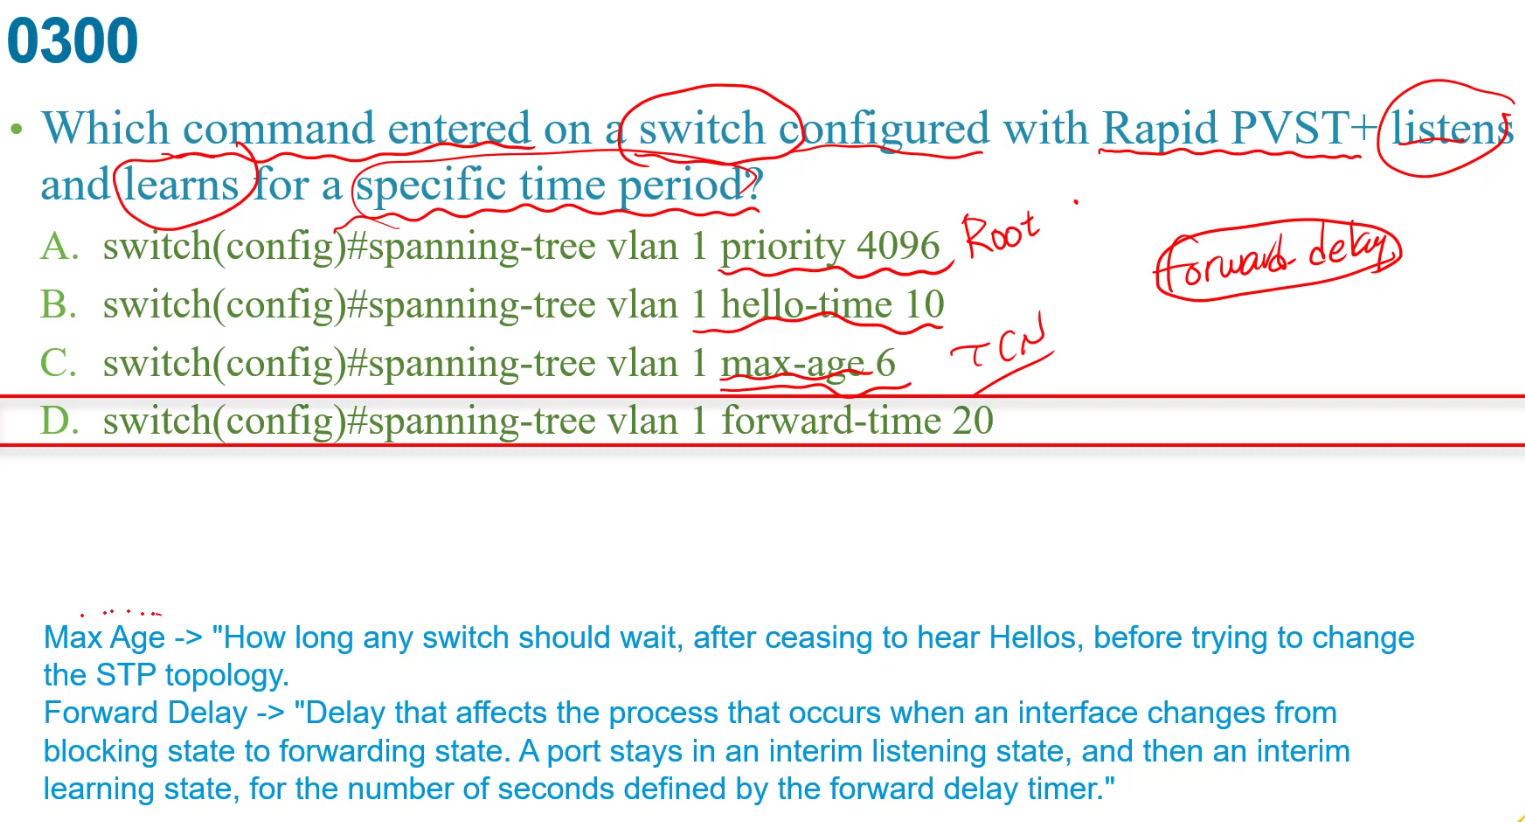 0300
• Which command entered on a switch configured with Rapid PVST+ listens
and learns for a specific time period?
A. switch(config)#spanning-tree vlan 1 priority 4096 Root
forward delay
B. switch(config)#spanning-tree vlan 1 hello-time 10
C. switch(config)#spanning-tree vlan 1 max-age 6 TCN
D. switch(config)#spanning-tree vlan 1 forward-time 20
Max Age -> "How long any switch should wait, after ceasing to hear Hellos, before trying to change
the STP topology.
Forward Delay -> "Delay that affects the process that occurs when an interface changes from
blocking state to forwarding state. A port stays in an interim listening state, and then an interim
learning state, for the number of seconds defined by the forward delay timer."